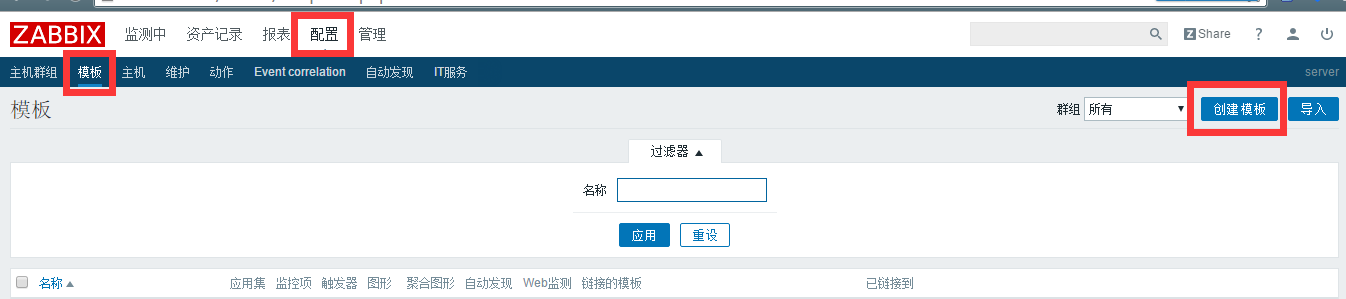 ZABBIX 监测中 资产记录 报表 配置 管理 Z Share ?
主机群组 模板 主机 维护 动作 Event correlation 自动发现 IT服务 server
模板 群组 所有 创建模板 导入
过滤器
名称
应用 重设
名称 应用集 监控项 触发器 图形 聚合图形 自动发现 Web监测 链接的模板 已链接到